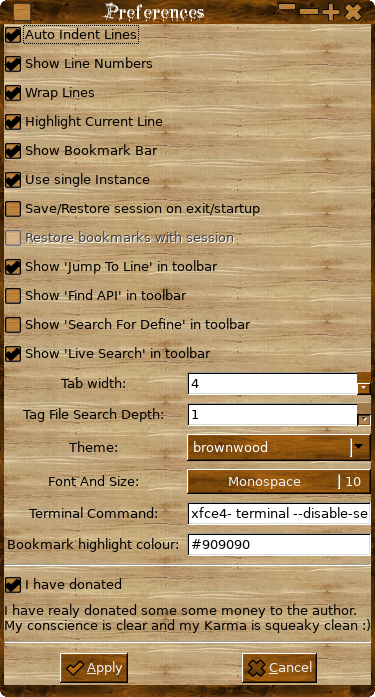 Preferences
Auto Indent Lines
Show Line Numbers
Wrap Lines
Highlight Current Line
Show Bookmark Bar
Use single Instance
Save/Restore session on exit/startup
Restore bookmarks with session
Show 'Jump To Line' in toolbar
Show 'Find API' in toolbar
Show 'Search For Define' in toolbar
Show 'Live Search' in toolbar
Tab width: 4
Tag File Search Depth: 1
Theme: brownwood
Font And Size: Monospace 10
Terminal Command: xfce4- terminal --disable-se
Bookmark highlight colour: #909090
I have donated
I have realy donated some some money to the author.
My conscience is clear and my Karma is squeaky clean :)
Apply Cancel